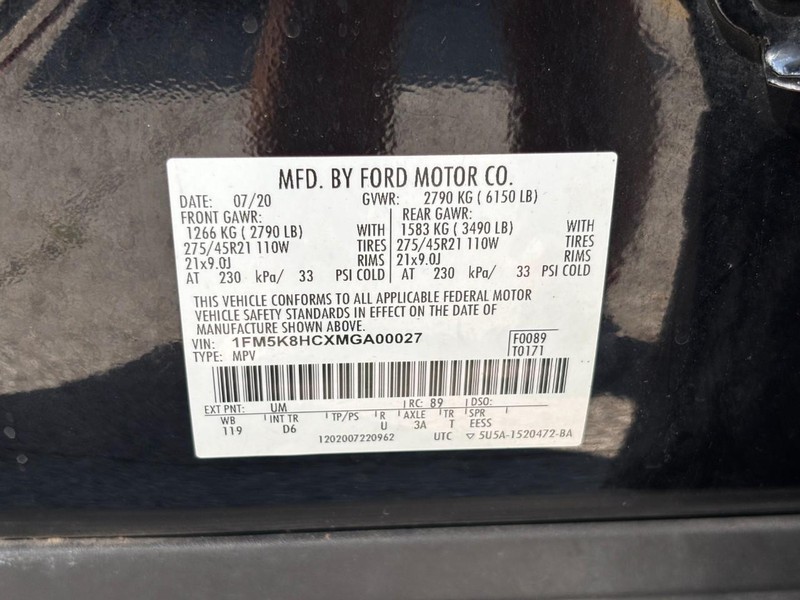 MFD. BY FORD MOTOR CO.
DATE: 07/20 GVWR: 2790 KG ( 6150 LB)
FRONT GAWR: REAR GAWR:
1266 KG ( 2790 LB) WITH 1583 KG ( 3490 LB) WITH
275/45R21 110W TIRES 275/45R21 110W TIRES
21x9.0J RIMS 21x9.0J RIMS
AT 230 kPa/ 33 PSI COLD AT 230 kPa/ 33 PSI COLD
THIS VEHICLE CONFORMS TO ALL APPLICABLE FEDERAL MOTOR
VEHICLE SAFETY STANDARDS IN EFFECT ON THE DATE OF
MANUFACTURE SHOWN ABOVE.
VIN: 1FM5K8HCXMGA00027 F0089
TYPE: MPV T0171
EXT PNT: UM RC: 89 DSO:
WB INT TR TP/PS R AXLE TR SPR
119 D6 U 3A T EESS
1202007220962 UTC ▽ 5U5A-1520472-BA